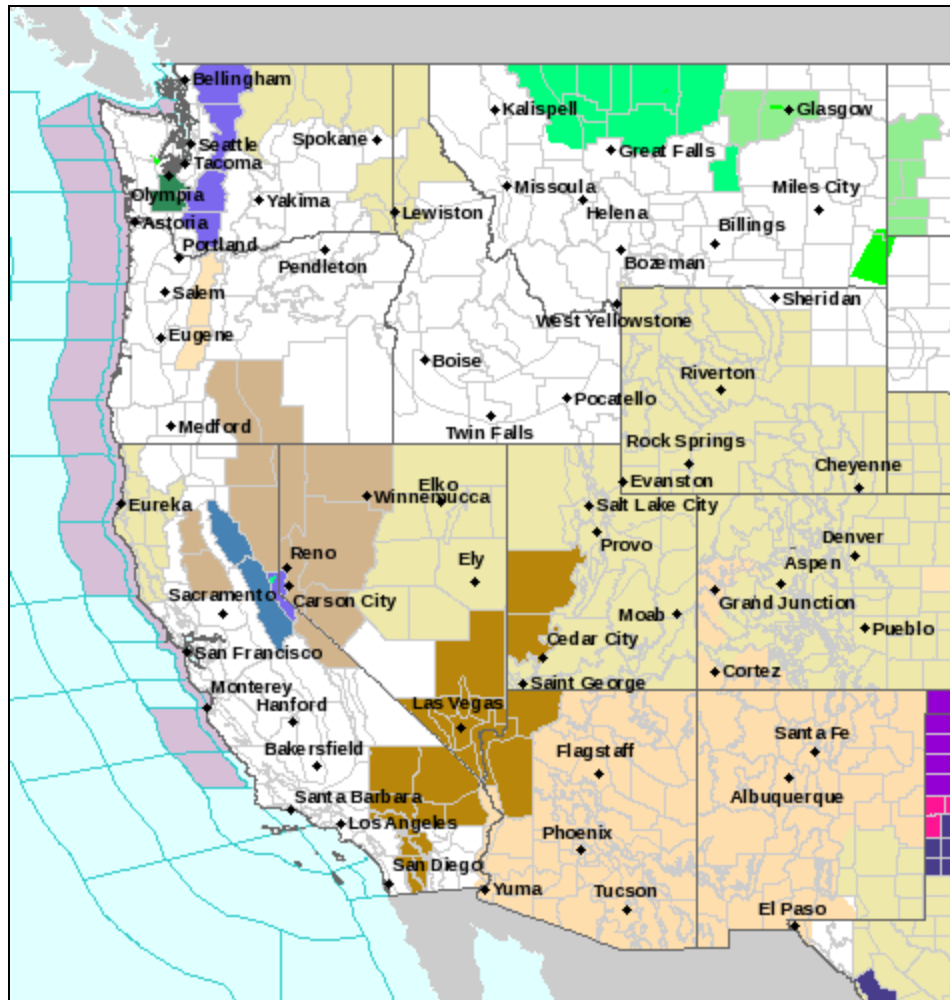 Bellingham
Kalispell
Glasgow
Seattle
Spokane
Great Falls
Tacoma
Missoula
Miles City
Olympia
Yakima
Lewiston
Helena
Astoria
Billings
Portland
Pendleton
Bozeman
Salem
Sheridan
West Yellowstone
Eugene
Boise
Riverton
Pocatello
Medford
Twin Falls
Rock Springs
Cheyenne
Elko
Evanston
Winnemucca
Eureka
Salt Lake City
Provo
Denver
Reno
Ely
Aspen
Sacramento
Carson City
Grand Junction
Moab
Pueblo
Cedar City
San Francisco
Cortez
Saint George
Monterey
Hanford
Las Vegas
Santa Fe
Bakersfield
Flagstaff
Santa Barbara
Albuquerque
Los Angeles
Phoenix
San Diego
Yuma
Tucson
El Paso